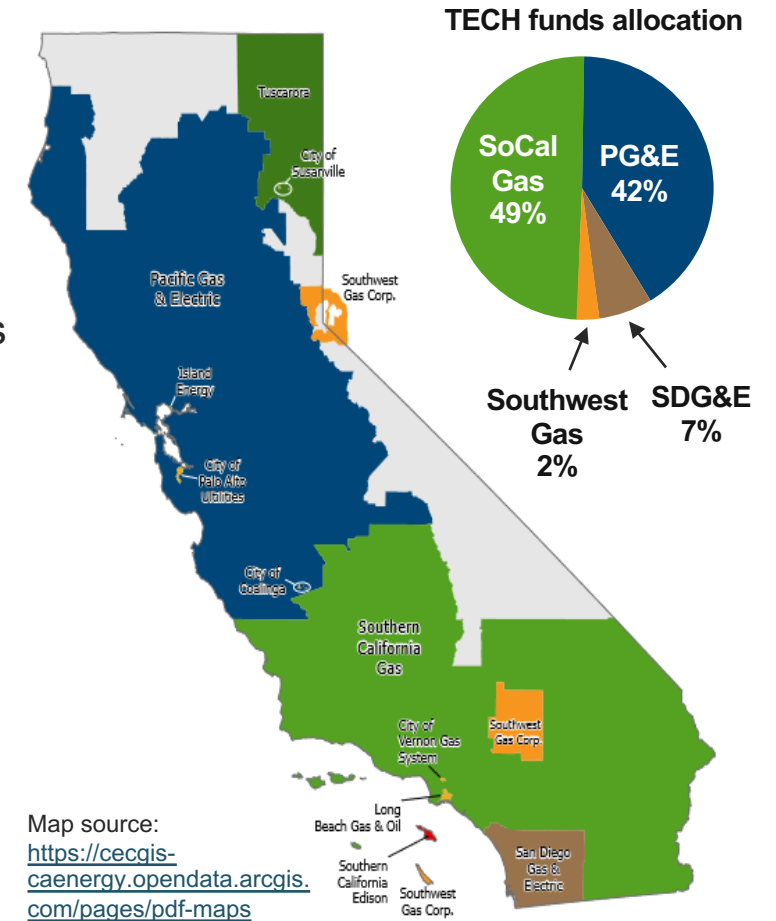 TECH funds allocation
SoCal
Gas
49%
PG&E
42%
Southwest
Gas
2%
SDG&E
7%
Tuscarora
City of
Susanville
Southwest
Gas Corp.
Pacific Gas
& Electric
s
Island
Energy
City of
Palo Alto
Utilities
City of
Coalinga
Southern
California
Gas
Southwest
Gas Corp.
City of
Vernon Gas
System
Long
Beach Gas & Oil
Southern
California
Edison
Southwest
Gas Corp.
San Diego
Gas &
Electric
Map source:
https://cecgis-
caenergy.opendata.arcgis.
com/pages/pdf-maps